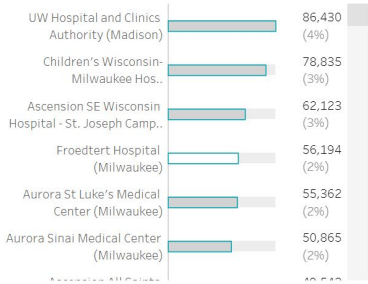 UW Hospital and Clinics 86,430
Authority (Madison) (4%)
Children's Wisconsin- 78,835
Milwaukee Hos.. (3%)
Ascension SE Wisconsin 62,123
Hospital - St. Joseph Camp.. (3%)
Froedtert Hospital 56,194
(Milwaukee) (2%)
Aurora St Luke's Medical 55,362
Center (Milwaukee) (2%)
Aurora Sinai Medical Center 50,865
(Milwaukee) (2%)